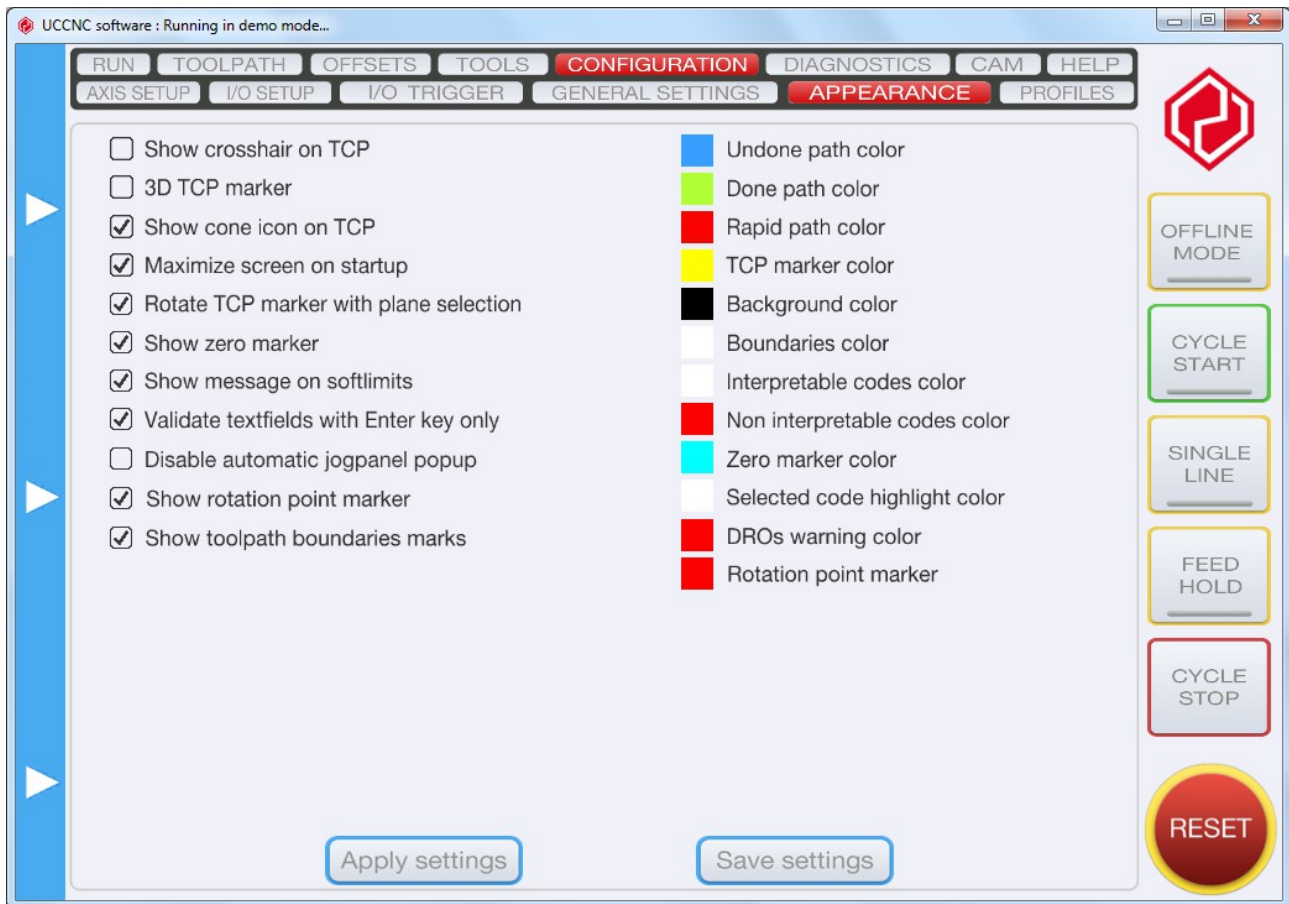 UCCNC software : Running in demo mode...
RUN TOOLPATH OFFSETS TOOLS CONFIGURATION DIAGNOSTICS CAM HELP
AXIS SETUP I/O SETUP I/O TRIGGER GENERAL SETTINGS APPEARANCE PROFILES
Show crosshair on TCP
3D TCP marker
Show cone icon on TCP
Maximize screen on startup
Rotate TCP marker with plane selection
Show zero marker
Show message on softlimits
Validate textfields with Enter key only
Disable automatic jogpanel popup
Show rotation point marker
Show toolpath boundaries marks
Undone path color
Done path color
Rapid path color
TCP marker color
Background color
Boundaries color
Interpretable codes color
Non interpretable codes color
Zero marker color
Selected code highlight color
DROs warning color
Rotation point marker
Apply settings
Save settings
OFFLINE
MODE
CYCLE
START
SINGLE
LINE
FEED
HOLD
CYCLE
STOP
RESET